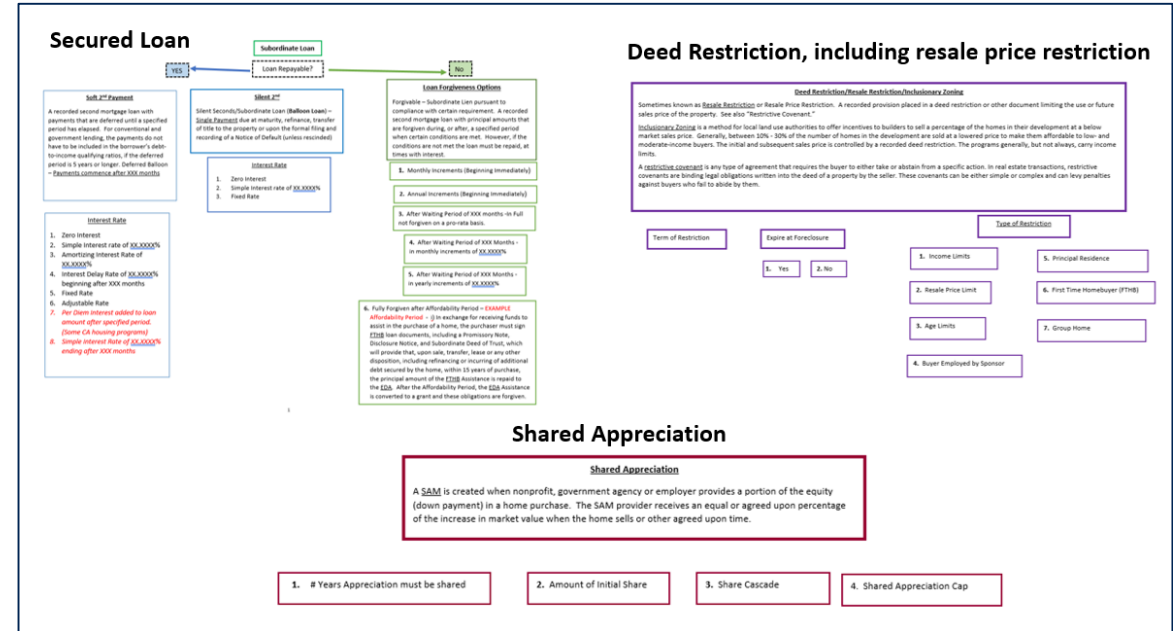 Secured Loan
Subordinate Loan
Loan Repayable?
YES
No
Soft 2nd Payment
A recorded second mortgage loan with
payments that are deferred until a specified
period has elapsed. For conventional and
government lending, the payments do not
have to be included in the borrower's debt-
to-income qualifying ratios, if the deferred
period is 5 years or longer. Deferred Balloon
– Payments commence after XXX months
Interest Rate
1. Zero Interest
2. Simple Interest rate of XX.XXXX%
3. Amortizing Interest Rate of
XX.XXXX%
4. Interest Delay Rate of XX.XXXX%
beginning after XXX months
5. Fixed Rate
6. Adjustable Rate
7. Per Diem Interest added to loan
amount after specified period.
(Some CA housing programs)
8. Simple Interest Rate of XX.XXXX%
ending after XXX months
Silent 2nd
Silent Seconds/Subordinate Loan (Balloon Loan) –
Single Payment due at maturity, refinance, transfer
of title to the property or upon the formal filing and
recording of a Notice of Default (unless rescinded)
Interest Rate
1. Zero Interest
2. Simple Interest rate of XX.XXXX%
3. Fixed Rate
Loan Forgiveness Options
Forgivable – Subordinate Lien pursuant to
compliance with certain requirement. A recorded
second mortgage loan with principal amounts that
are forgiven during, or after, a specified period
when certain conditions are met. However, if the
conditions are not met the loan must be repaid, at
times with interest.
1. Monthly Increments (Beginning Immediately)
2. Annual Increments (Beginning Immediately)
3. After Waiting Period of XXX months -In Full
not forgiven on a pro-rata basis.
4. After Waiting Period of XXX Months -
in monthly increments of XX.XXXX%
5. After Waiting Period of XXX Months -
in yearly increments of XX.XXXX%
6. Fully Forgiven after Affordability Period – EXAMPLE
Affordability Period - j) In exchange for receiving funds to
assist in the purchase of a home, the purchaser must sign
FTHB loan documents, including a Promissory Note,
Disclosure Notice, and Subordinate Deed of Trust, which
will provide that, upon sale, transfer, lease or any other
disposition, including refinancing or incurring of additional
debt secured by the home, within 15 years of purchase,
the principal amount of the FTHB Assistance is repaid to
the EDA. After the Affordability Period, the EDA Assistance
is converted to a grant and these obligations are forgiven.
1
Deed Restriction, including resale price restriction
Deed Restriction/Resale Restriction/Inclusionary Zoning
Sometimes known as Resale Restriction or Resale Price Restriction. A recorded provision placed in a deed restriction or other document limiting the use or future
sales price of the property. See also "Restrictive Covenant."
Inclusionary Zoning is a method for local land use authorities to offer incentives to builders to sell a percentage of the homes in their development at a below
market sales price. Generally, between 10% - 30% of the number of homes in the development are sold at a lowered price to make them affordable to low- and
moderate-income buyers. The initial and subsequent sales price is controlled by a recorded deed restriction. The programs generally, but not always, carry income
limits.
A restrictive covenant is any type of agreement that requires the buyer to either take or abstain from a specific action. In real estate transactions, restrictive
covenants are binding legal obligations written into the deed of a property by the seller. These covenants can be either simple or complex and can levy penalties
against buyers who fail to abide by them.
Term of Restriction
Expire at Foreclosure
1. Yes
2. No
Type of Restriction
1. Income Limits
2. Resale Price Limit
3. Age Limits
4. Buyer Employed by Sponsor
5. Principal Residence
6. First Time Homebuyer (FTHB)
7. Group Home
Shared Appreciation
Shared Appreciation
A SAM is created when nonprofit, government agency or employer provides a portion of the equity
(down payment) in a home purchase. The SAM provider receives an equal or agreed upon percentage
of the increase in market value when the home sells or other agreed upon time.
1. # Years Appreciation must be shared
2. Amount of Initial Share
3. Share Cascade
4. Shared Appreciation Cap